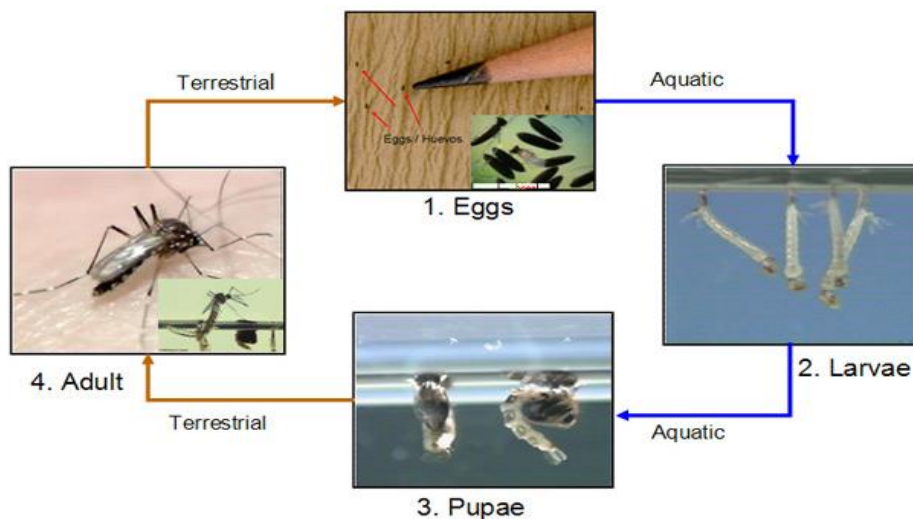 Terrestrial
Aquatic
Eggs / Huevos
1. Eggs
4. Adult
2. Larvae
Terrestrial
Aquatic
3. Pupae